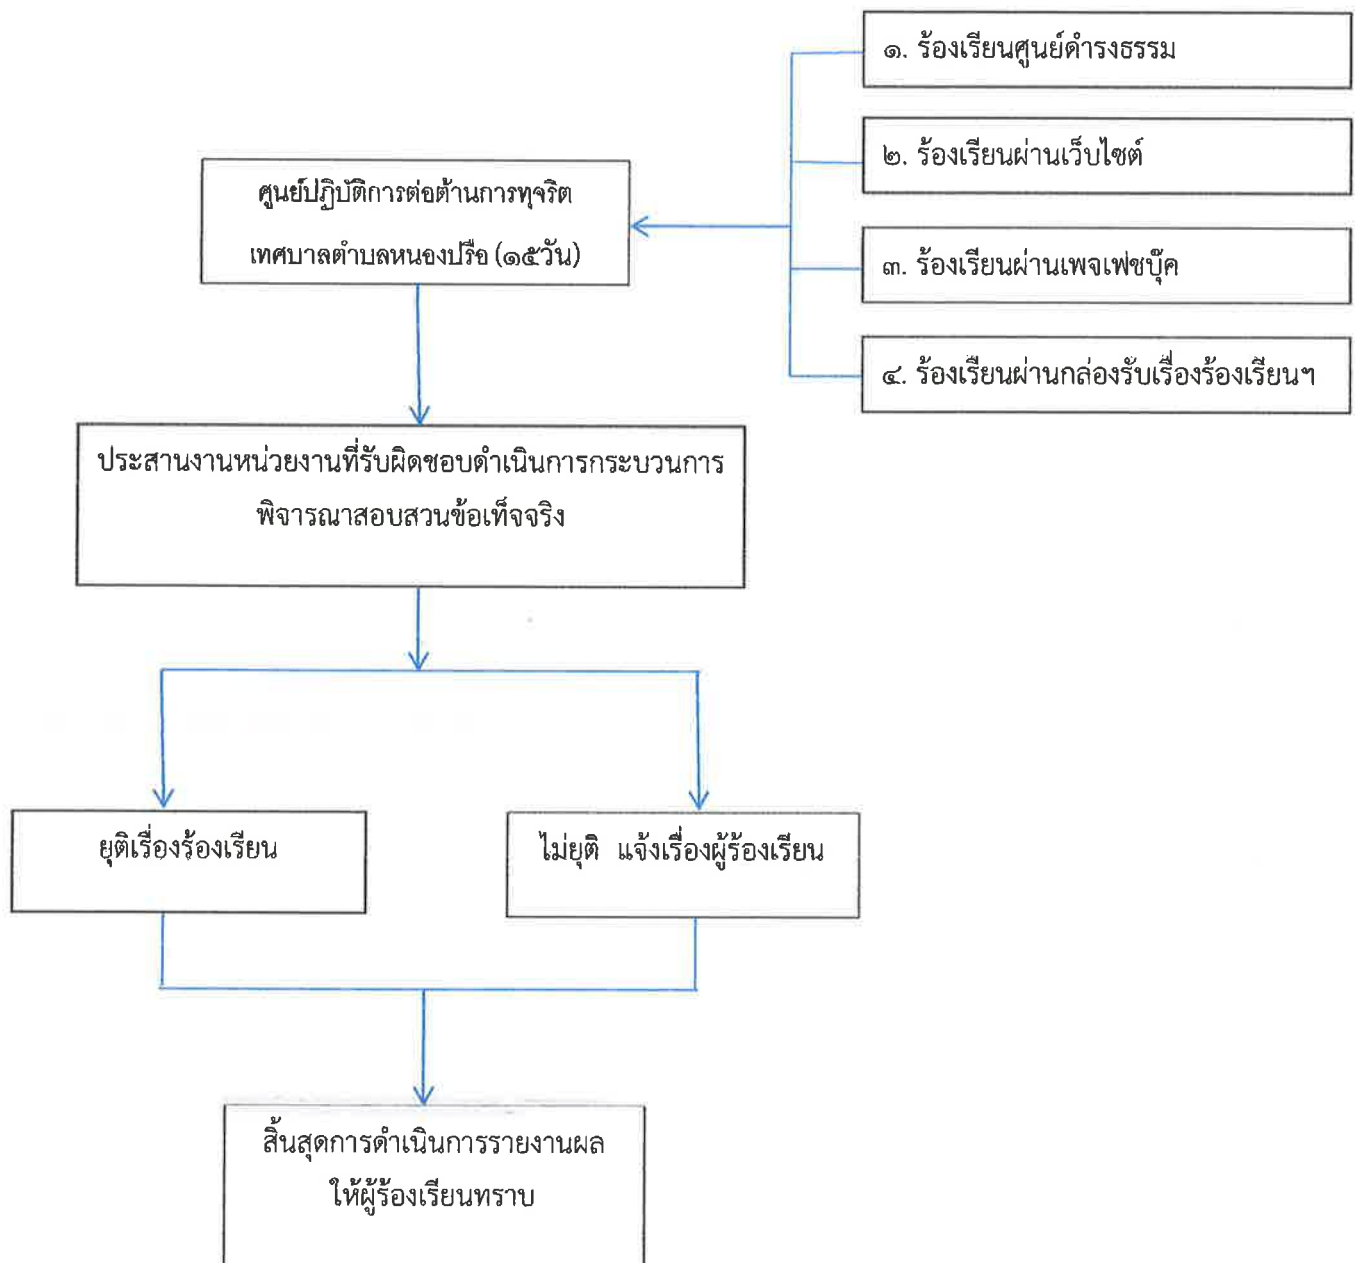 ๑. ร้องเรียนศูนย์ดำรงธรรม
๒. ร้องเรียนผ่านเว็บไซต์
๓. ร้องเรียนผ่านเพจเฟซบุ๊ค
๔. ร้องเรียนผ่านกล่องรับเรื่องร้องเรียนฯ
ศูนย์ปฏิบัติการต่อต้านการทุจริต
เทศบาลตำบลหนองปรือ (๑๕วัน)
ประสานงานหน่วยงานที่รับผิดชอบดำเนินการกระบวนการ
พิจารณาสอบสวนข้อเท็จจริง
ยุติเรื่องร้องเรียน
ไม่ยุติ แจ้งเรื่องผู้ร้องเรียน
สิ้นสุดการดำเนินการรายงานผล
ให้ผู้ร้องเรียนทราบ